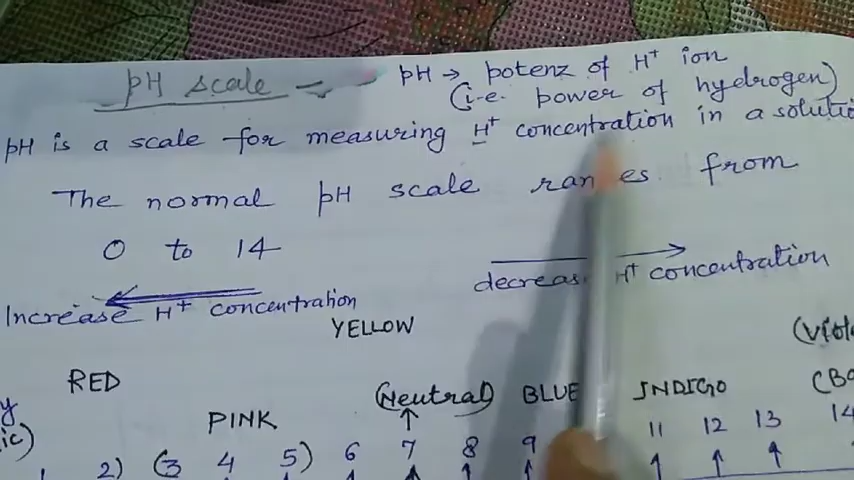 pH scale
pH → potenz of H⁺ ion
(i.e. power of hydrogen)
pH is a scale for measuring H⁺ concentration in a
The normal pH scale from
0 to 14
H⁺ concentration
Increase H⁺ concentration
YELLOW
RED
(Neutral) BLUE INDIGO
PINK
2) (3 4 5) 6 7 8 9 11 12 13 14